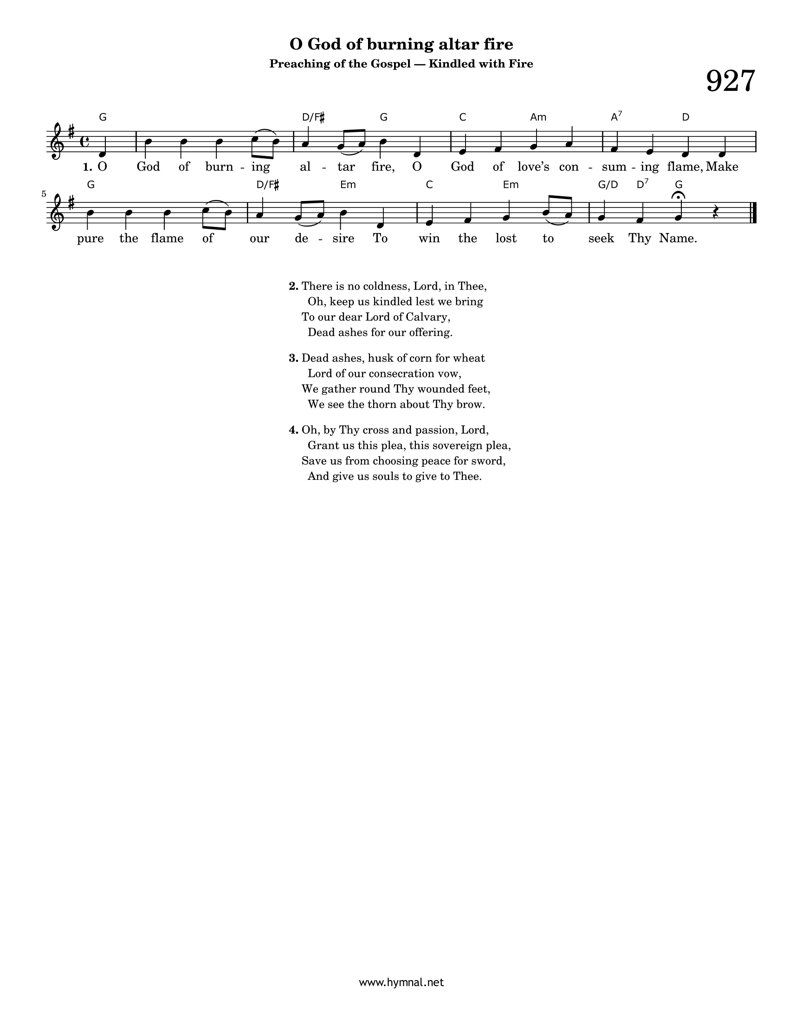 O God of burning altar fire
Preaching of the Gospel — Kindled with Fire
927
G D/F♯ G C Am A7 D
1. O God of burn - ing al - tar fire, O God of love's con - sum - ing flame, Make
5
G D/F♯ Em C Em G/D D7 G
pure the flame of our de - sire To win the lost to seek Thy Name.
2. There is no coldness, Lord, in Thee,
Oh, keep us kindled lest we bring
To our dear Lord of Calvary,
Dead ashes for our offering.
3. Dead ashes, husk of corn for wheat
Lord of our consecration vow,
We gather round Thy wounded feet,
We see the thorn about Thy brow.
4. Oh, by Thy cross and passion, Lord,
Grant us this plea, this sovereign plea,
Save us from choosing peace for sword,
And give us souls to give to Thee.
www.hymnal.net